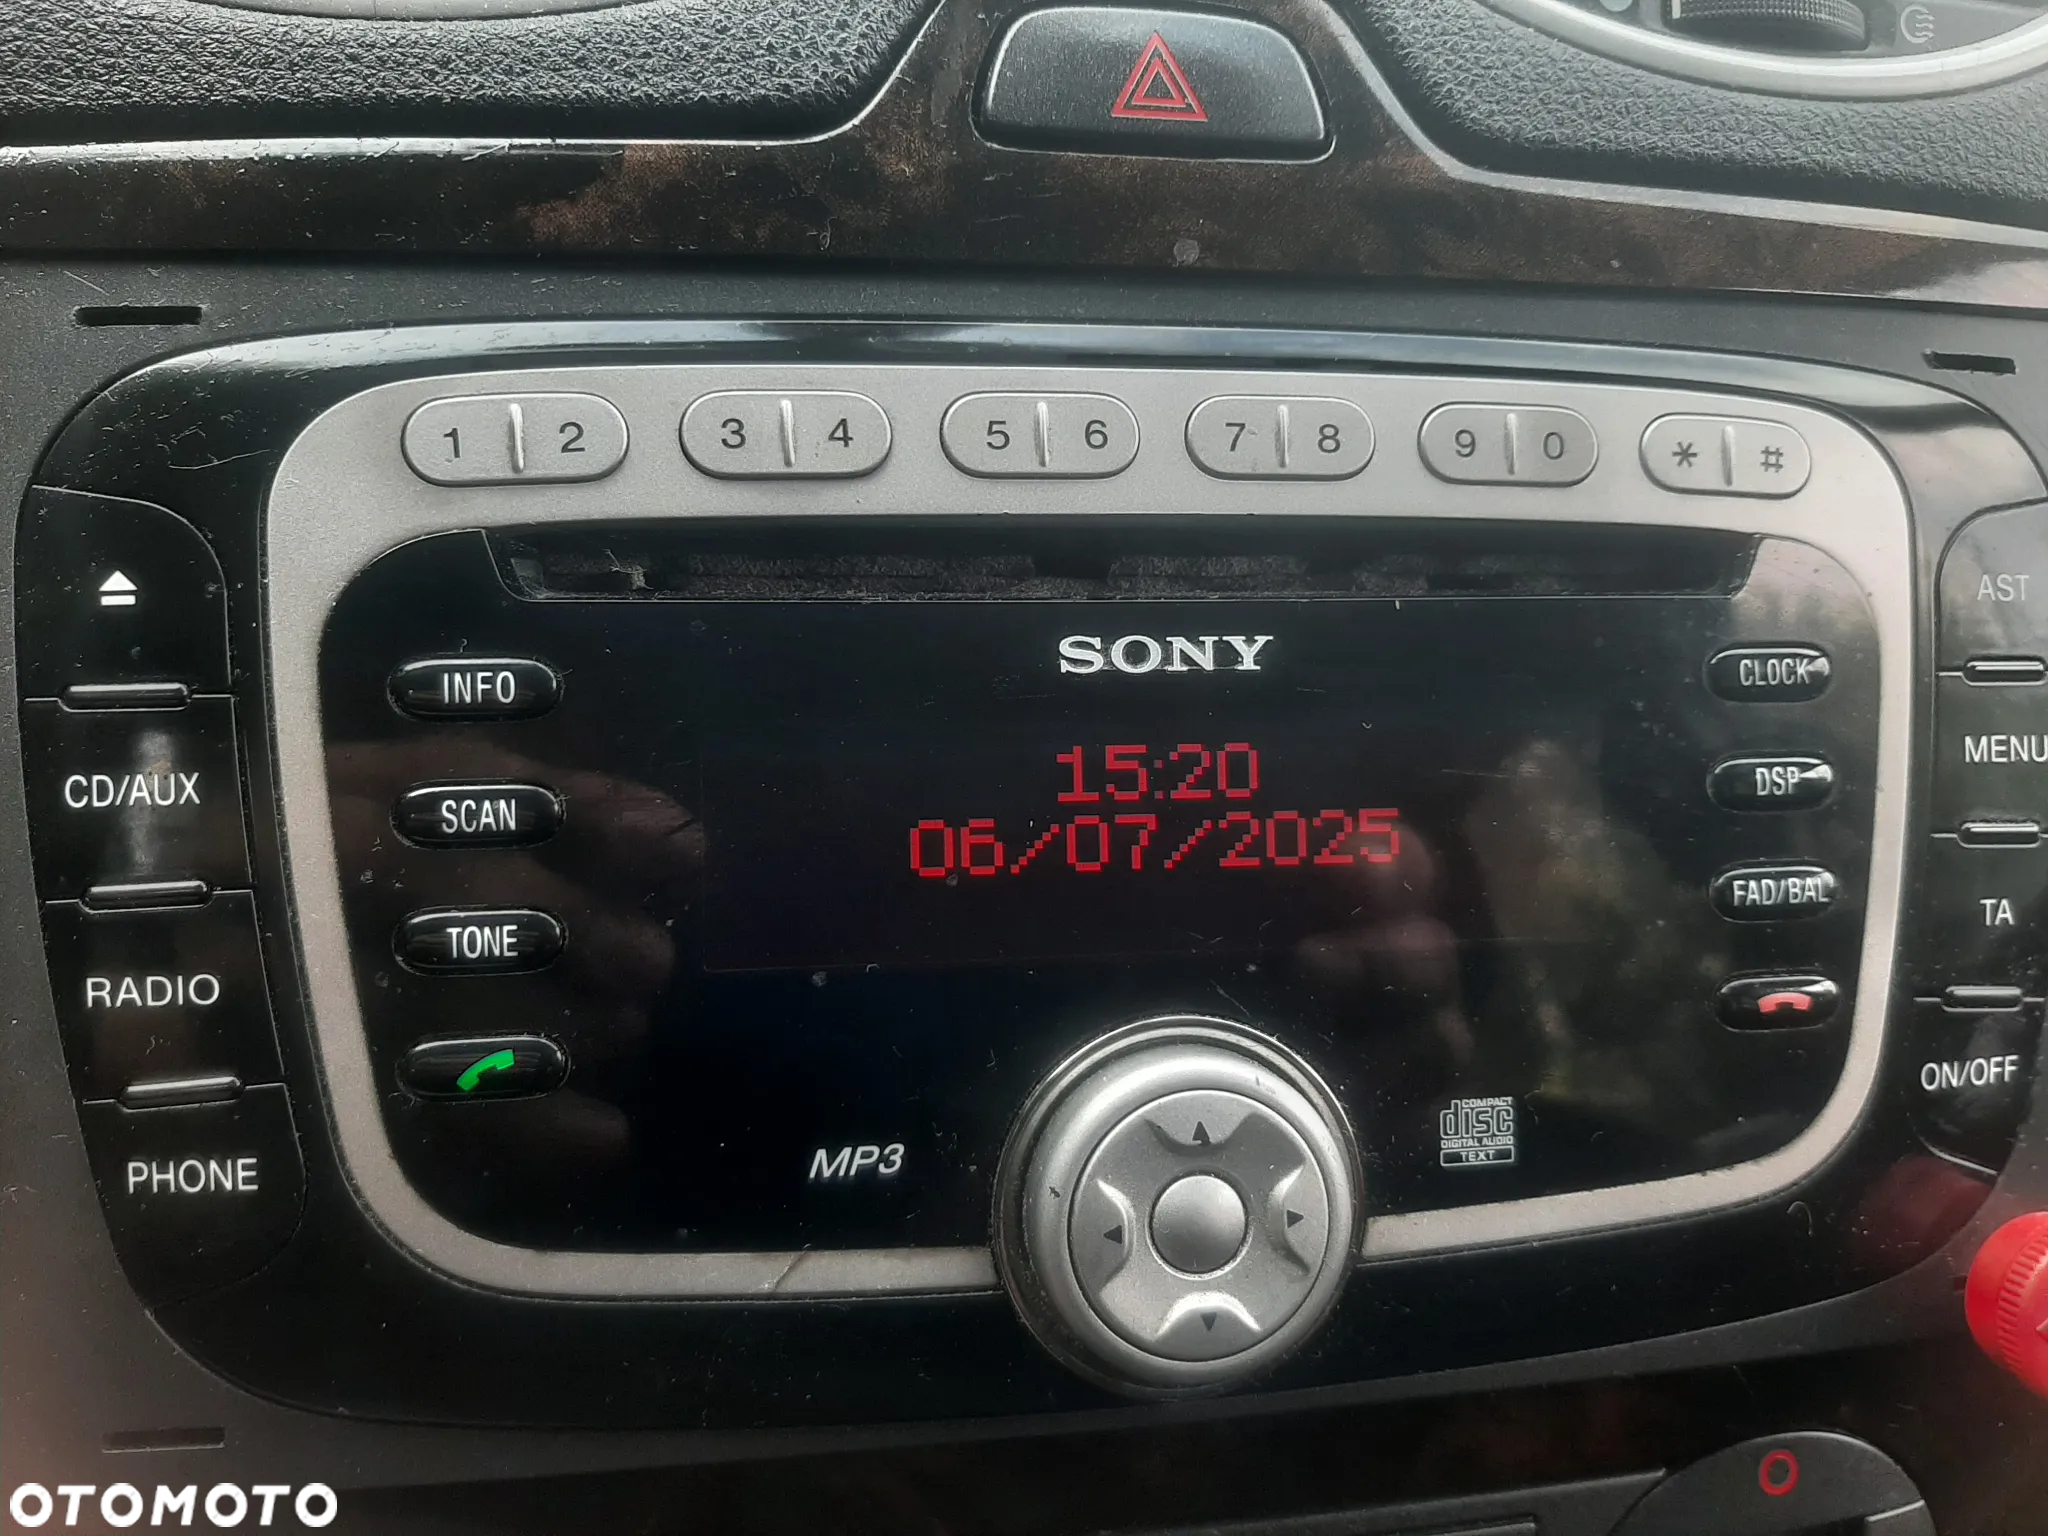 1 2 3 4 5 6 7 8 9 0 * #
SONY
AST
INFO
CLOCK
15:20
MENU
CD/AUX
SCAN
DSP
06/07/2025
FAD/BAL
TA
TONE
RADIO
ON/OFF
COMPACT
disc
DIGITAL AUDIO
TEXT
MP3
PHONE
O
OTOMOTO